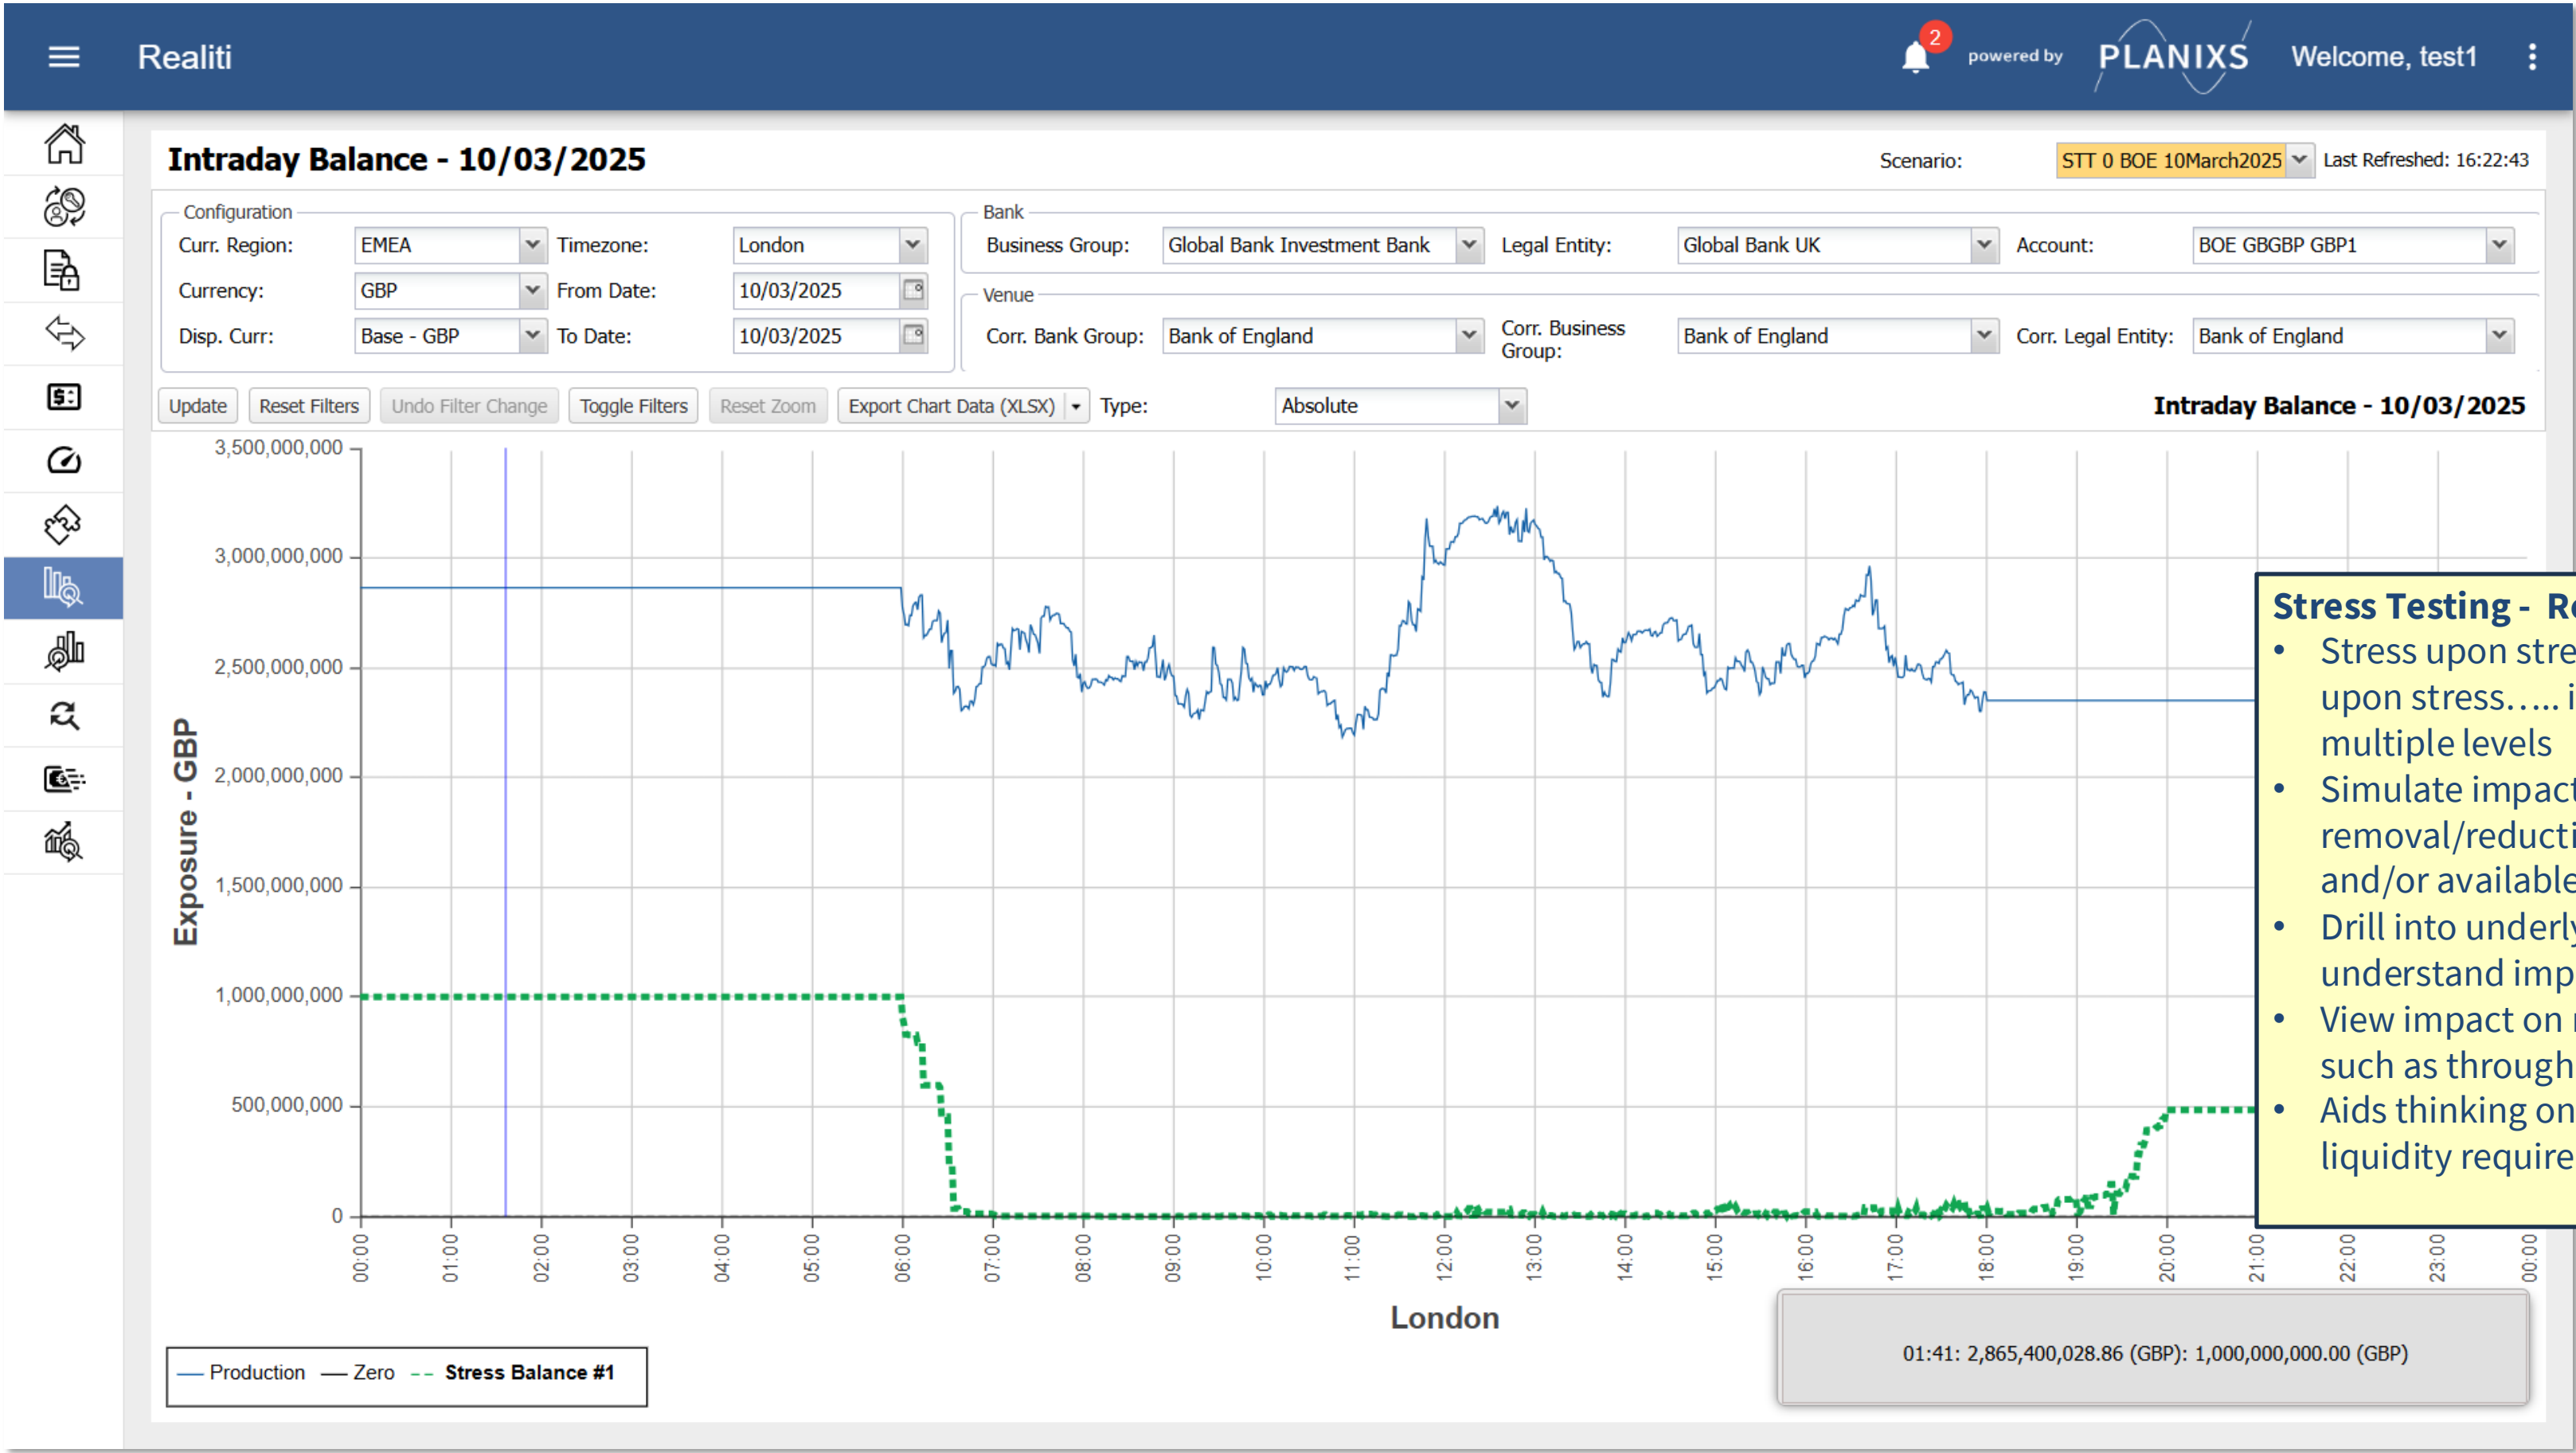 Realiti
2
powered by
PLANIXS
Welcome, test1
Intraday Balance - 10/03/2025
Scenario:
STT 0 BOE 10March2025
Last Refreshed: 16:22:43
Configuration
Curr. Region:
EMEA
Timezone:
London
Currency:
GBP
From Date:
10/03/2025
Disp. Curr:
Base - GBP
To Date:
10/03/2025
Bank
Business Group:
Global Bank Investment Bank
Legal Entity:
Global Bank UK
Account:
BOE GBGBP GBP1
Venue
Corr. Bank Group:
Bank of England
Corr. Business
Group:
Bank of England
Corr. Legal Entity:
Bank of England
Update
Reset Filters
Undo Filter Change
Toggle Filters
Reset Zoom
Export Chart Data (XLSX)
Type:
Absolute
Intraday Balance - 10/03/2025
Exposure - GBP
3,500,000,000
3,000,000,000
2,500,000,000
2,000,000,000
1,500,000,000
1,000,000,000
500,000,000
0
00:00
01:00
02:00
03:00
04:00
05:00
06:00
07:00
08:00
09:00
10:00
11:00
12:00
13:00
14:00
15:00
16:00
17:00
18:00
19:00
20:00
21:00
22:00
23:00
00:00
London
Stress Testing -
• Stress upon
upon stress.....
multiple levels
• Simulate
and/or available
• Drill into
understand
• View impact on
such as
• Aids thinking on
liquidity
Production
Zero
Stress Balance #1
01:41: 2,865,400,028.86 (GBP): 1,000,000,000.00 (GBP)